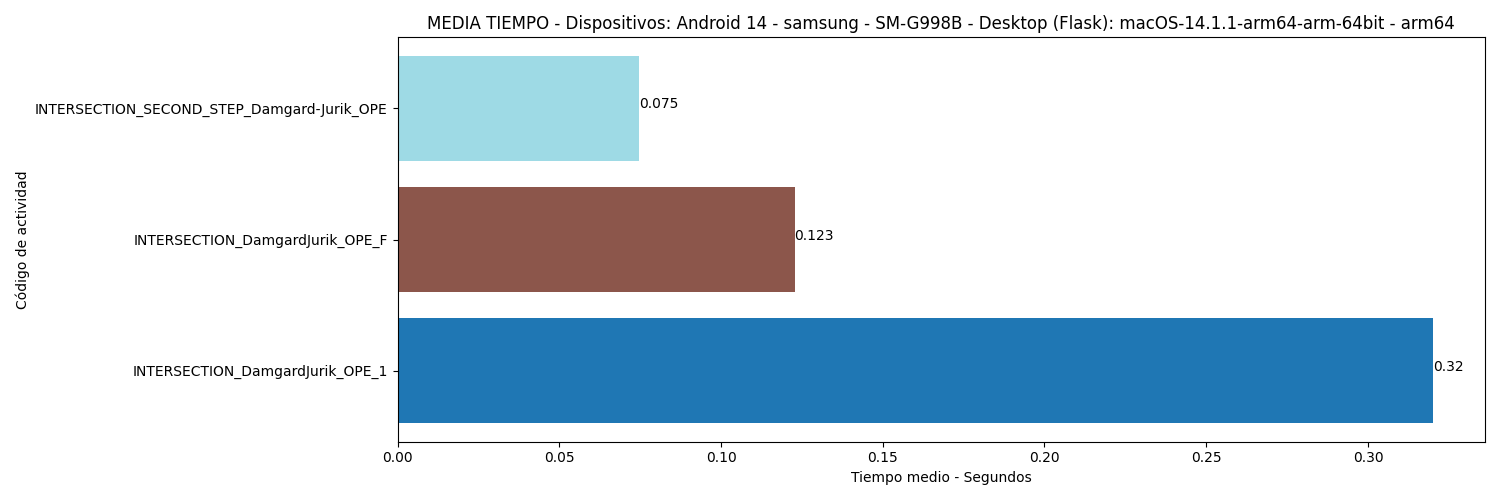 MEDIA TIEMPO - Dispositivos: Android 14 - samsung - SM-G998B - Desktop (Flask): macOS-14.1.1-arm64-arm-64bit - arm64
INTERSECTION_SECOND_STEP_Damgard-Jurik_OPE
0.075
INTERSECTION_DamgardJurik_OPE_F
0.123
INTERSECTION_DamgardJurik_OPE_1
0.32
Código de actividad
0.00 0.05 0.10 0.15 0.20 0.25 0.30
Tiempo medio - Segundos